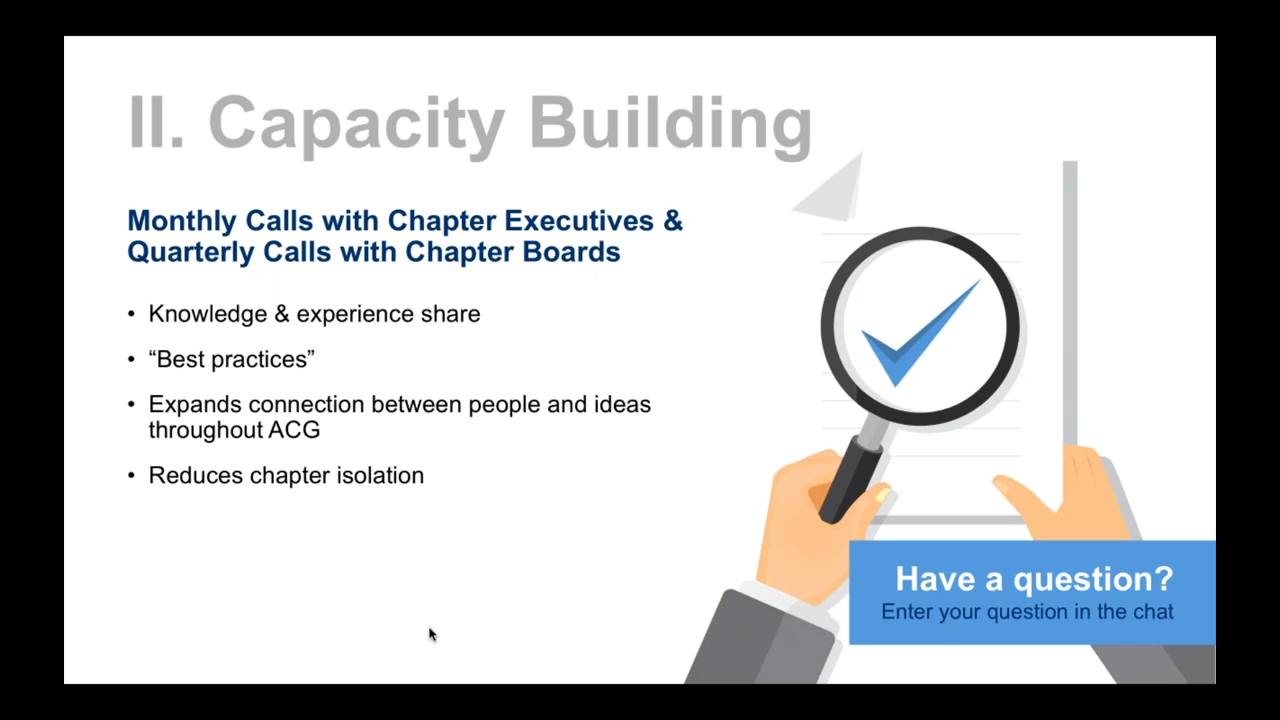 II. Capacity Building
Monthly Calls with Chapter Executives &
Quarterly Calls with Chapter Boards
• Knowledge & experience share
• “Best practices”
• Expands connection between people and ideas
throughout ACG
• Reduces chapter isolation
Have a question?
Enter your question in the chat